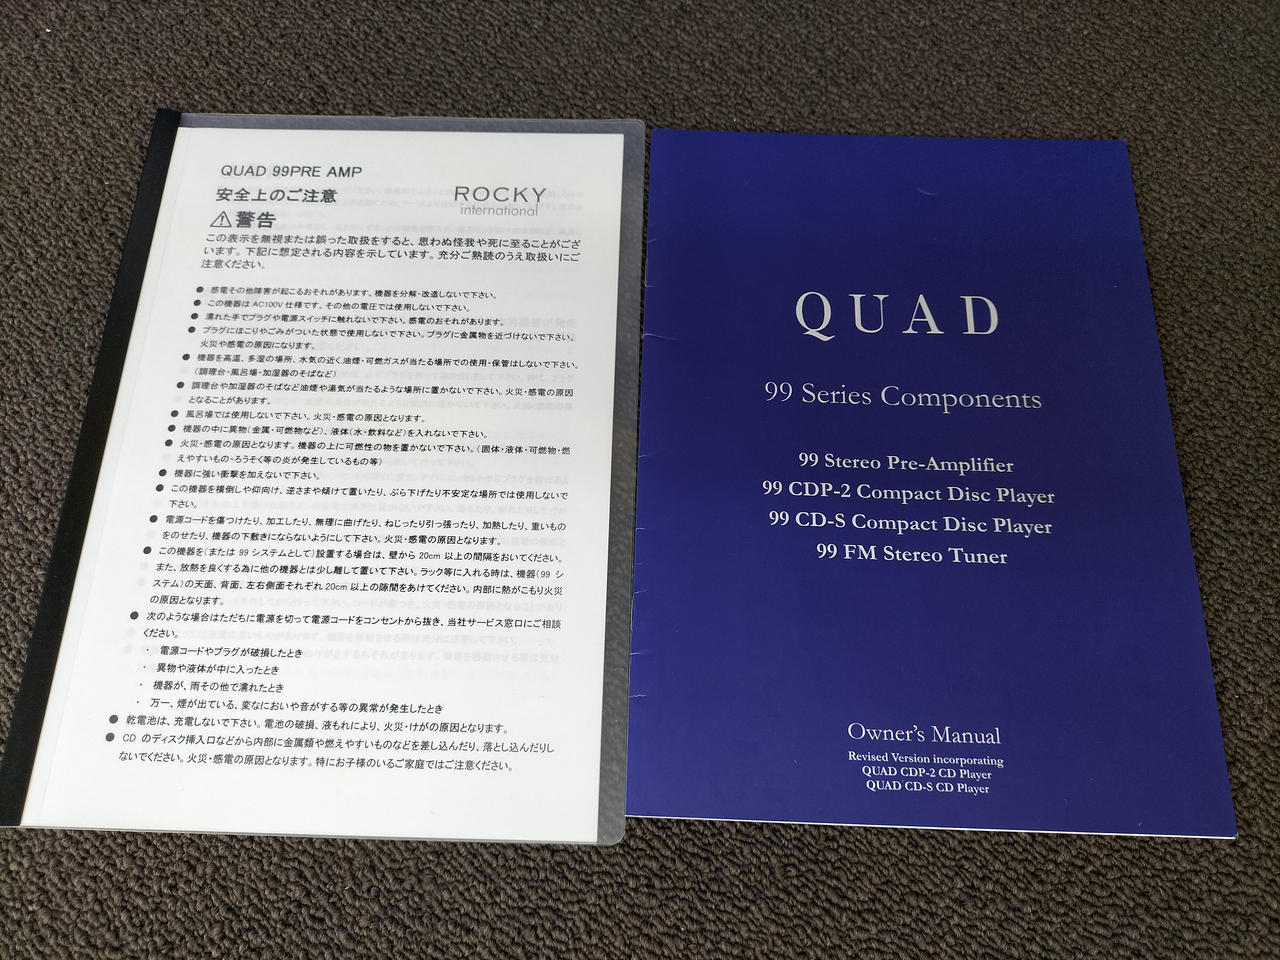 QUAD 99PRE AMP
安全上のご注意
ROCKY
international
警告
この表示を無視または誤った取扱をすると、思わぬ怪我や死に至ることがござ
います。下記に想定される内容を示しています。充分ご熟読のうえ取扱いにご
注意ください。
● 感電その他障害が起こるおそれがあります。機器を分解・改造しないで下さい。
● この機器は AC100V 仕様です。その他の電圧では使用しないで下さい。
● 濡れた手でプラグや電源スイッチに触れないで下さい。感電のおそれがあります。
● プラグにほこりやごみがついた状態で使用しないで下さい。プラグに金属物を近づけないで下さい。
火災や感電の原因になります。
● 機器を高温、多湿の場所、水気の近く、油煙・可燃ガスが当たる場所での使用・保管はしないで下さい。
（調理台・風呂場・加湿器のそばなど）
● 調理台や加湿器のそばなど油煙や湯気が当たるような場所に置かないで下さい。火災・感電の原因
となることがあります。
● 風呂場では使用しないで下さい。火災・感電の原因となります。
● 機器の中に異物（金属・可燃物など）、液体（水・飲料など）を入れないで下さい。
● 火災・感電の原因となります。機器の上に可燃性の物を置かないで下さい。（固体・液体・可燃物・燃
えやすいもの・ろうそく等の炎が発生しているもの等）
● 機器に強い衝撃を加えないで下さい。
● この機器を横倒しや仰向け、逆さまや傾けて置いたり、ぶら下げたり不安定な場所では使用しないで
下さい。
● 電源コードを傷つけたり、加工したり、無理に曲げたり、ねじったり引っ張ったり、加熱したり、重いもの
をのせたり、機器の下敷きにならないようにして下さい。火災・感電の原因となります。
● この機器を（または 99 システムとして）設置する場合は、壁から 20cm 以上の間隔をおいてください。
また、放熱を良くする為に他の機器とは少し離して置いて下さい。ラック等に入れる時は、機器（99 シ
ステム）の天面、背面、左右側面それぞれ 20cm 以上の隙間をあけてください。内部に熱がこもり火災
の原因となります。
● 次のような場合はただちに電源を切って電源コードをコンセントから抜き、当社サービス窓口にご相談
ください。
・ 電源コードやプラグが破損したとき
・ 異物や液体が中に入ったとき
・ 機器が、雨その他で濡れたとき
・ 万一、煙が出ている、変なにおいや音がする等の異常が発生したとき
● 乾電池は、充電しないで下さい。電池の破損、液もれにより、火災・けがの原因となります。
● CD のディスク挿入口などから内部に金属類や燃えやすいものなどを差し込んだり、落とし込んだりし
ないでください。火災・感電の原因となります。特にお子様のいるご家庭ではご注意ください。
QUAD
99 Series Components
99 Stereo Pre-Amplifier
99 CDP-2 Compact Disc Player
99 CD-S Compact Disc Player
99 FM Stereo Tuner
Owner's Manual
Revised Version incorporating
QUAD CDP-2 CD Player
QUAD CD-S CD Player